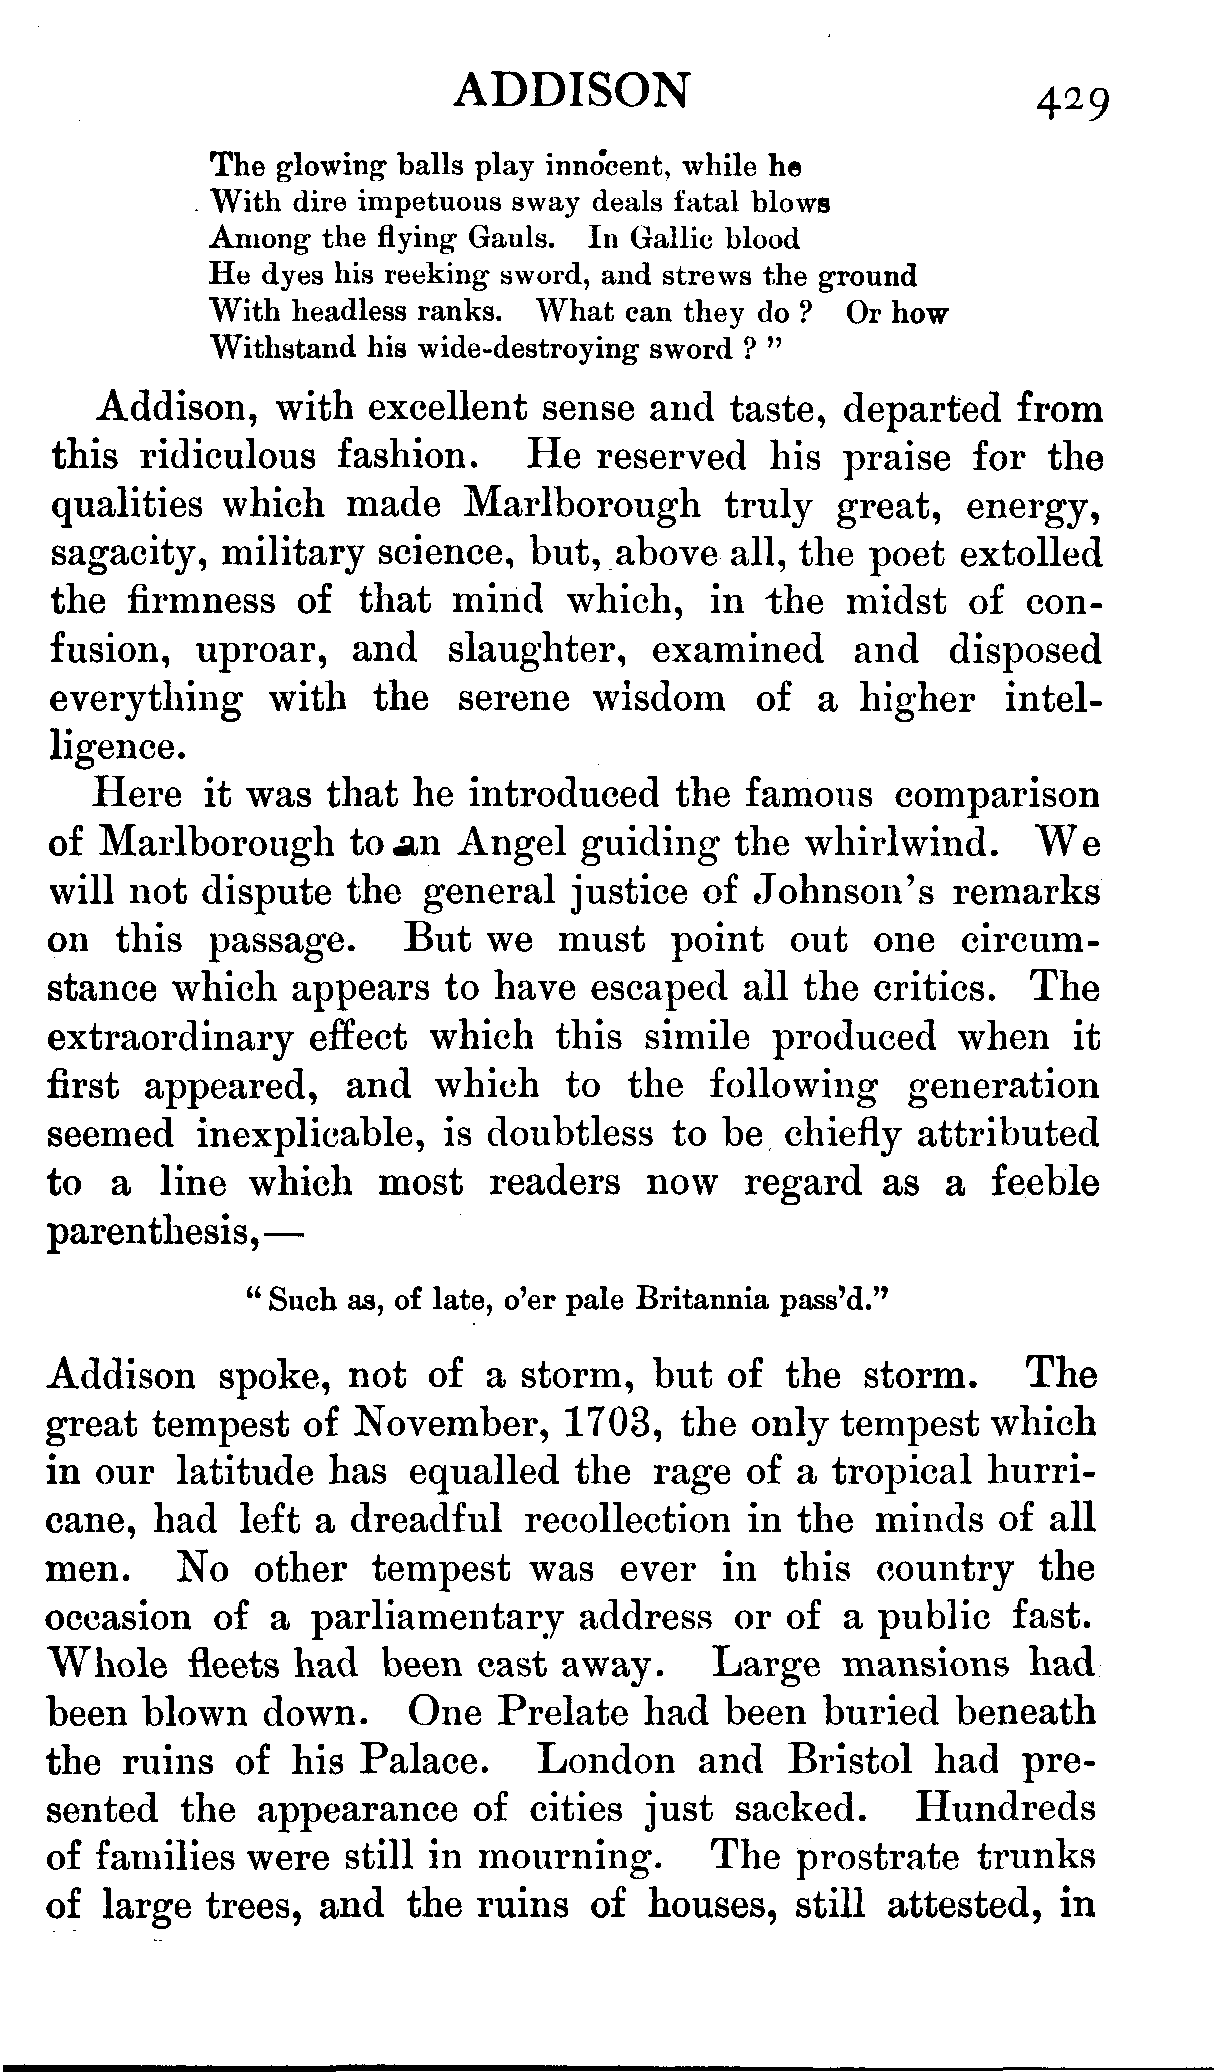 ADDISON 429
The glowing balls play innocent, while he
With dire impetuous sway deals fatal blows
Among the flying Gauls. In Gallic blood
He dyes his reeking sword, and strews the ground
With headless ranks. What can they do ? Or how
Withstand his wide-destroying sword ? ”
Addison, with excellent sense and taste, departed from
this ridiculous fashion. He reserved his praise for the
qualities which made Marlborough truly great, energy,
sagacity, military science, but, above all, the poet extolled
the firmness of that mind which, in the midst of con-
fusion, uproar, and slaughter, examined and disposed
everything with the serene wisdom of a higher intel-
ligence.
Here it was that he introduced the famous comparison
of Marlborough to an Angel guiding the whirlwind. We
will not dispute the general justice of Johnson's remarks
on this passage. But we must point out one circum-
stance which appears to have escaped all the critics. The
extraordinary effect which this simile produced when it
first appeared, and which to the following generation
seemed inexplicable, is doubtless to be chiefly attributed
to a line which most readers now regard as a feeble
parenthesis,—
“ Such as, of late, o'er pale Britannia pass'd.”
Addison spoke, not of a storm, but of the storm. The
great tempest of November, 1703, the only tempest which
in our latitude has equalled the rage of a tropical hurri-
cane, had left a dreadful recollection in the minds of all
men. No other tempest was ever in this country the
occasion of a parliamentary address or of a public fast.
Whole fleets had been cast away. Large mansions had
been blown down. One Prelate had been buried beneath
the ruins of his Palace. London and Bristol had pre-
sented the appearance of cities just sacked. Hundreds
of families were still in mourning. The prostrate trunks
of large trees, and the ruins of houses, still attested, in